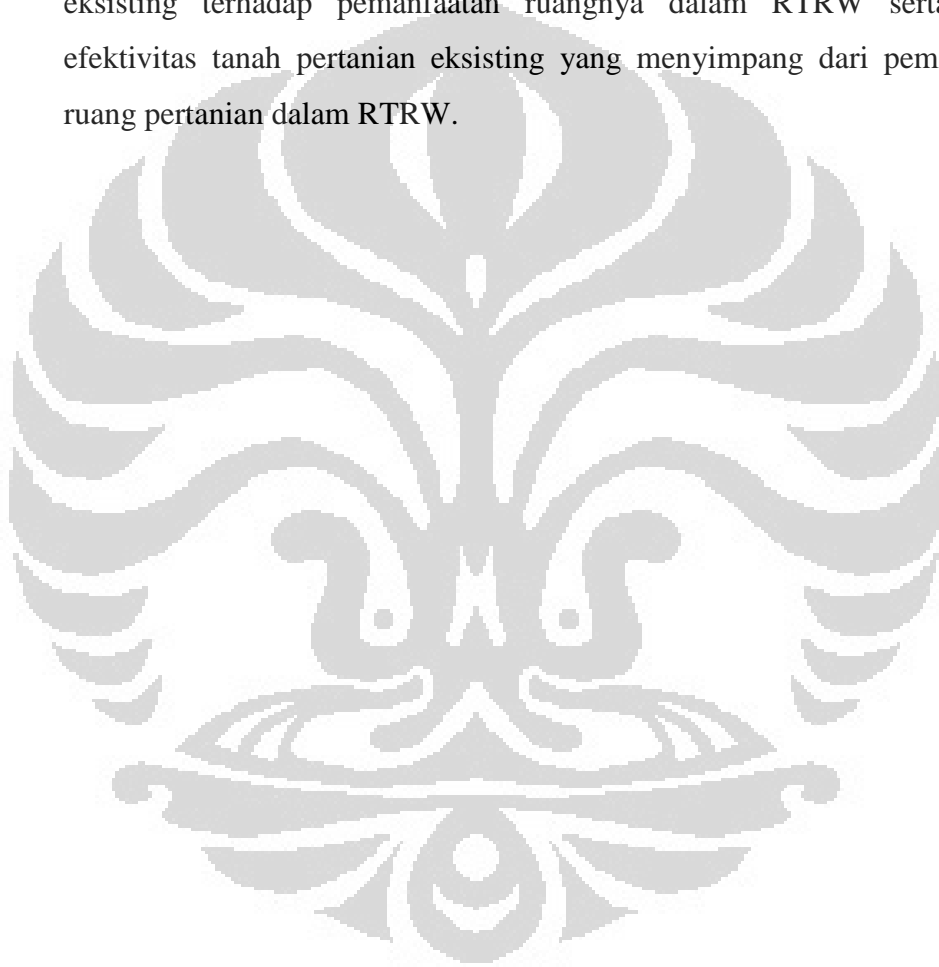 eksisting terhadap pemanfaatan ruangnya dalam RTRW serta
efektivitas tanah pertanian eksisting yang menyimpang dari pem
ruang pertanian dalam RTRW.